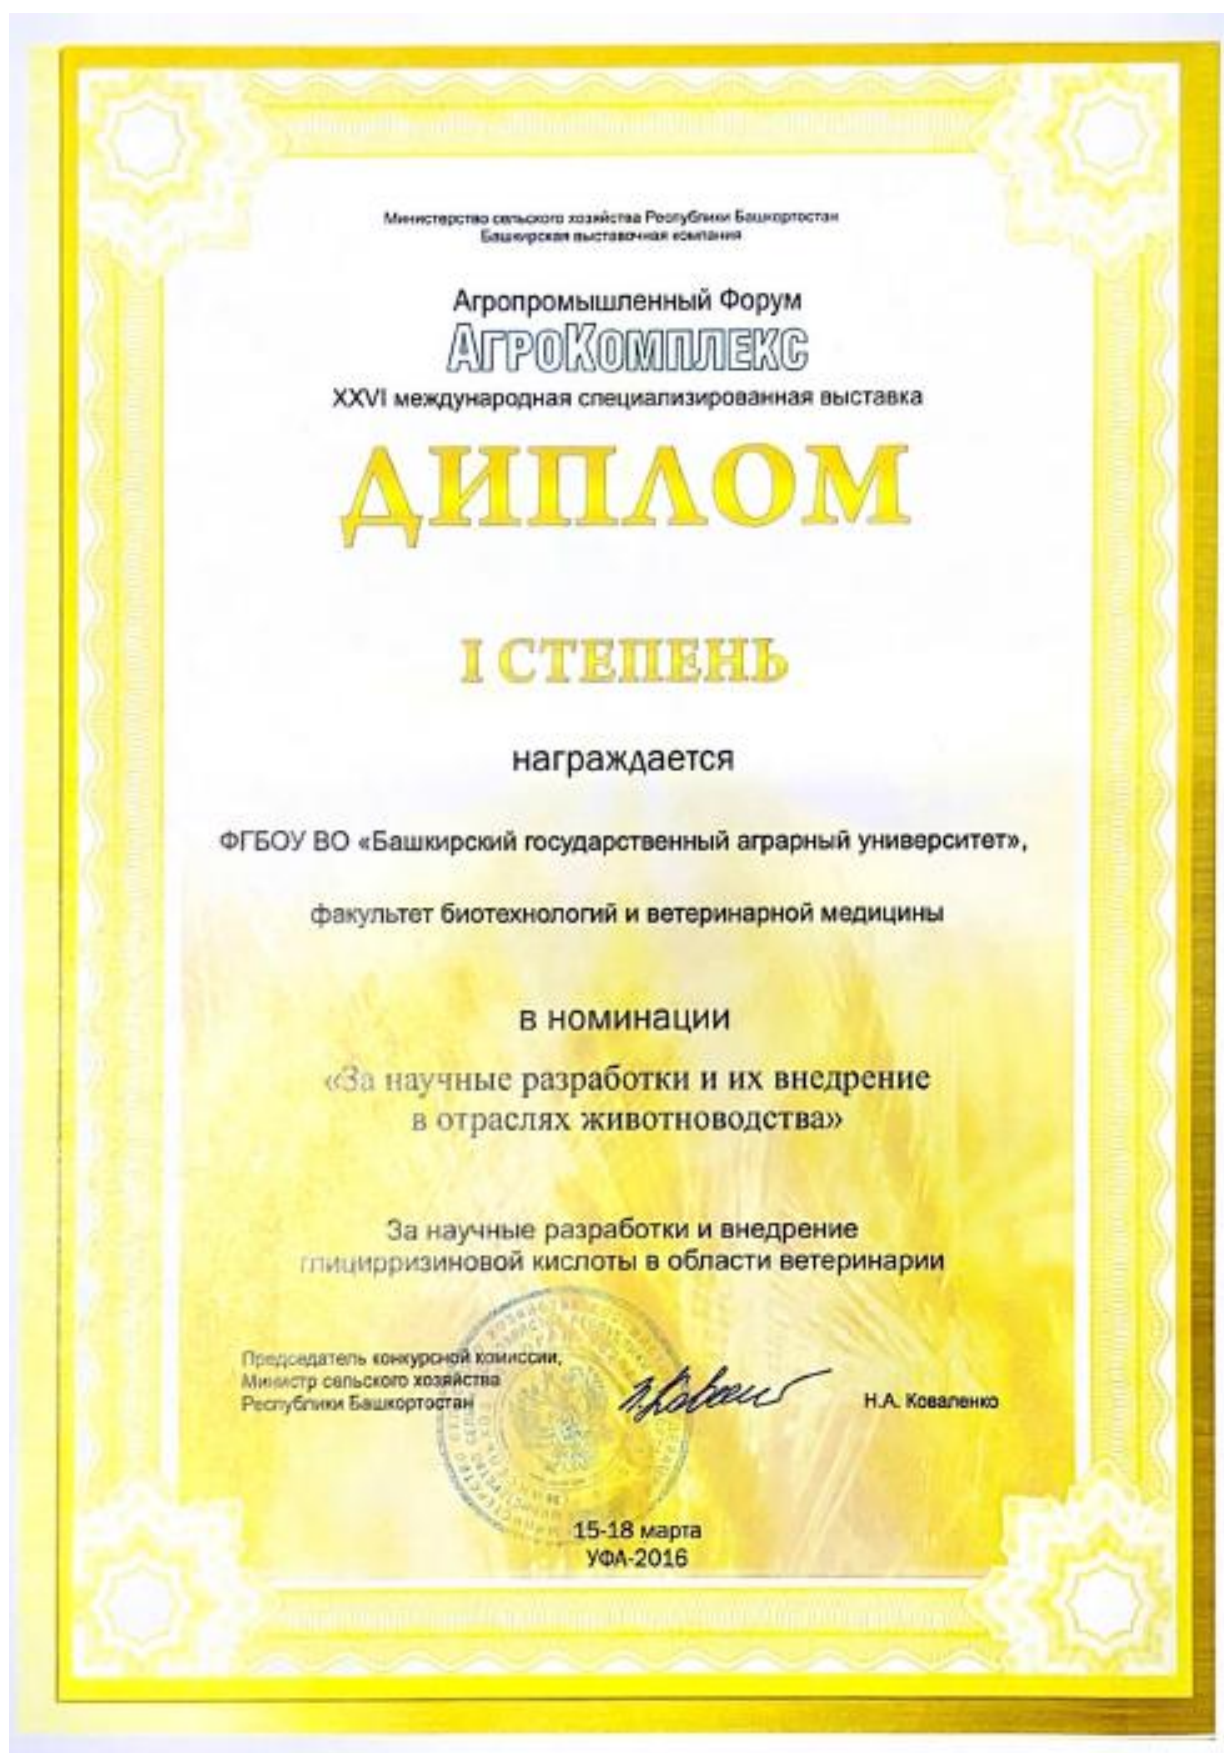 Министерство сельского хозяйства Республики Башкортостан
Башкирская выставочная компания
Агропромышленный Форум
АгроКомплекс
XXVI международная специализированная выставка
ДИПЛОМ
I СТЕПЕНЬ
награждается
ФГБОУ ВО «Башкирский государственный аграрный университет»,
факультет биотехнологий и ветеринарной медицины
в номинации
«За научные разработки и их внедрение
в отраслях животноводства»
За научные разработки и внедрение
глицирризиновой кислоты в области ветеринарии
Председатель конкурсной комиссии,
Министр сельского хозяйства
Республики Башкортостан
Н.А. Коваленко
15-18 марта
УФА-2016